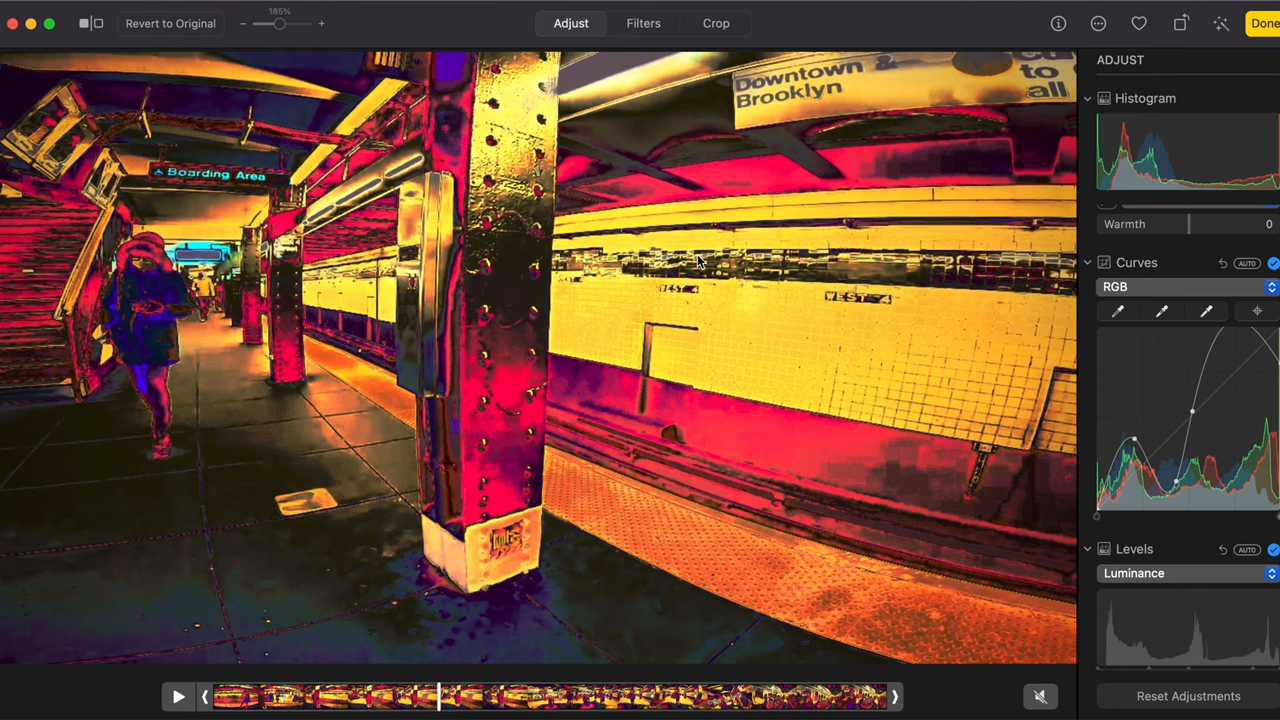 185%
Revert to Original
Adjust
Filters
Crop
Done
ADJUST
Histogram
Warmth 0
Curves AUTO
RGB
Levels AUTO
Luminance
Reset Adjustments
Downtown &
Brooklyn
to
all
Boarding Area
WEST 4
WEST 4